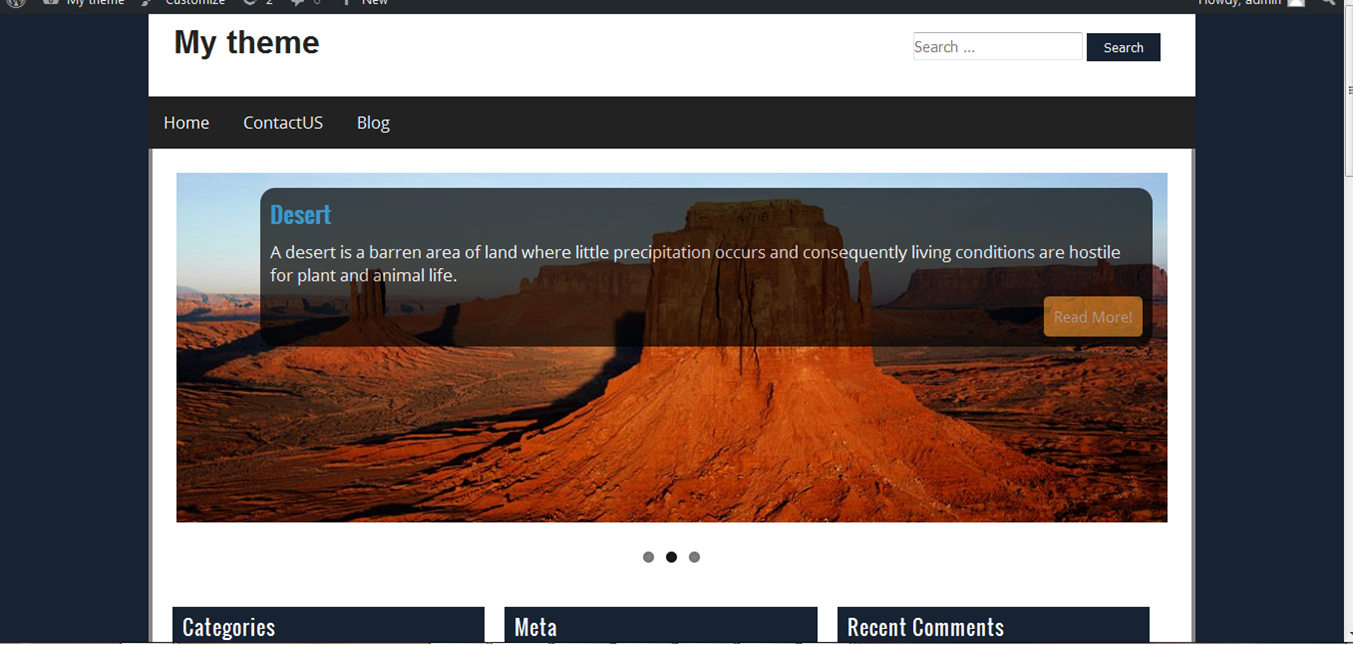 My theme Customize 2 0 New Howdy, admin
My theme
Search ... Search
Home ContactUS Blog
Desert
A desert is a barren area of land where little precipitation occurs and consequently living conditions are hostile
for plant and animal life.
Read More!
Categories Meta Recent Comments